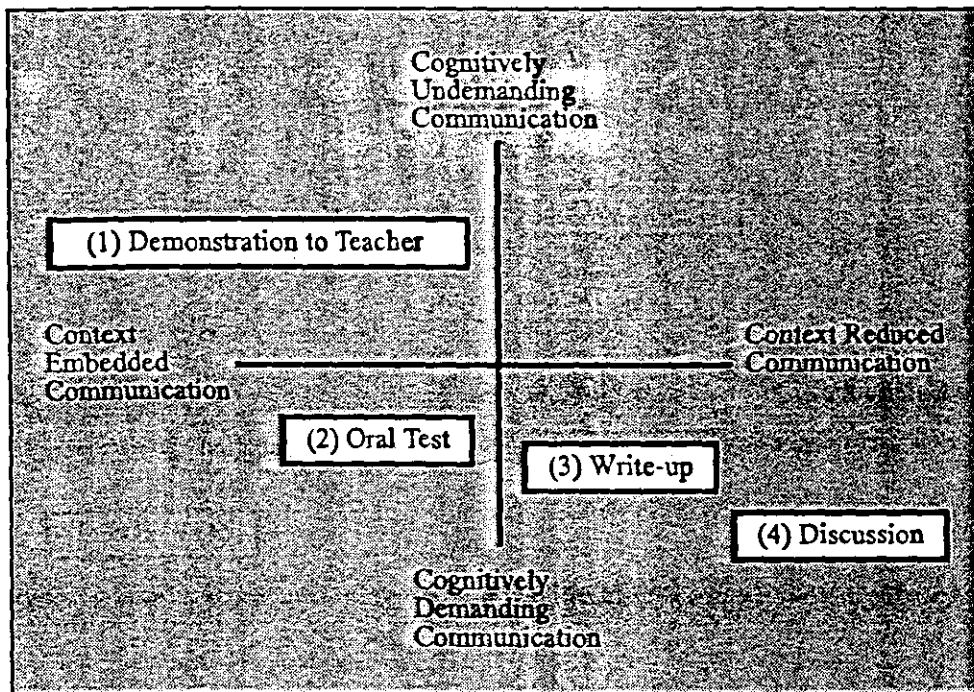 Cognitively
Undemanding
Communication
(1) Demonstration to Teacher
Context
Embedded
Communication
Context Reduced
Communication
(2) Oral Test
(3) Write-up
(4) Discussion
Cognitively
Demanding
Communication